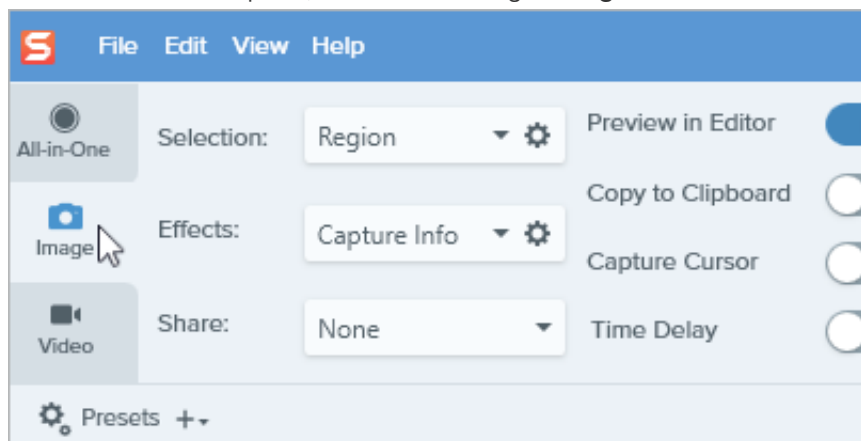 S File Edit View Help
All-in-One
Selection: Region
Preview in Editor
Copy to Clipboard
Image
Effects: Capture Info
Capture Cursor
Video
Share: None
Time Delay
Presets